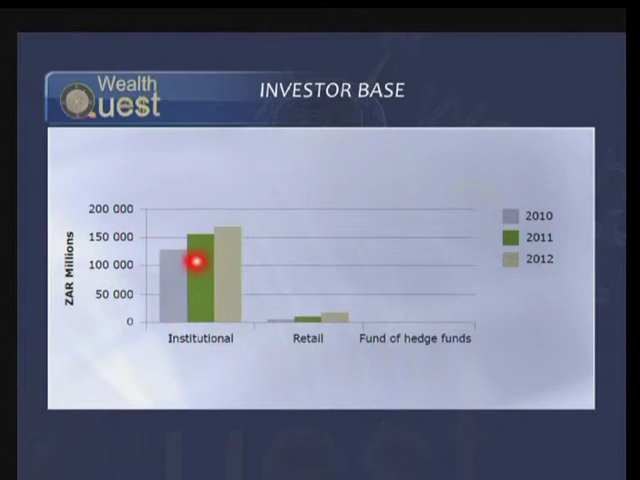 Wealth
Quest
INVESTOR BASE
200 000
150 000
100 000
50 000
0
ZAR Millions
Institutional
Retail
Fund of hedge funds
2010
2011
2012